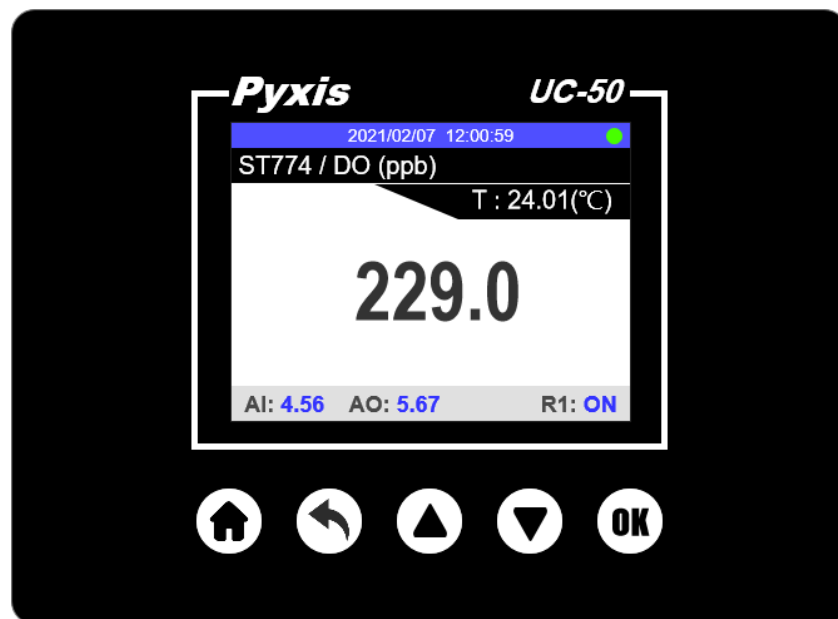 Pyxis UC-50
2021/02/07 12:00:59
ST774 / DO (ppb)
T : 24.01(℃)
229.0
AI: 4.56 AO: 5.67 R1: ON
OK